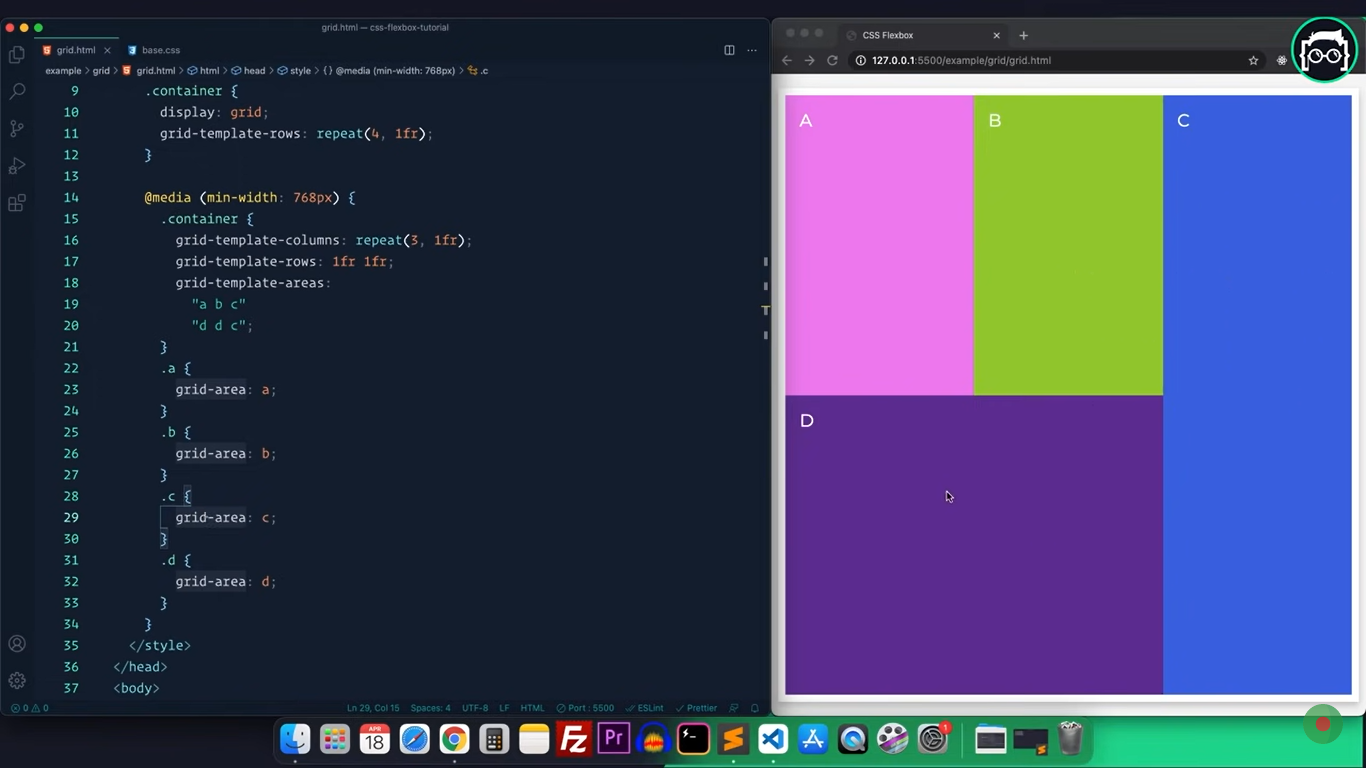 grid.html — css-flexbox-tutorial
grid.html
base.css
example > grid > grid.html > html > head > style > {} @media (min-width: 768px) > .c
9 .container {
10 display: grid;
11 grid-template-rows: repeat(4, 1fr);
12 }
13
14 @media (min-width: 768px) {
15 .container {
16 grid-template-columns: repeat(3, 1fr);
17 grid-template-rows: 1fr 1fr;
18 grid-template-areas:
19 "a b c"
20 "d d c";
21 }
22 .a {
23 grid-area: a;
24 }
25 .b {
26 grid-area: b;
27 }
28 .c {
29 grid-area: c;
30 }
31 .d {
32 grid-area: d;
33 }
34 }
35 </style>
36 </head>
37 <body>
0 0 Ln 29, Col 15 Spaces: 4 UTF-8 LF HTML Port : 5500 ESLint Prettier
CSS Flexbox
127.0.0.1:5500/example/grid/grid.html
A
B
C
D
APR
18
Fz
Pr
1